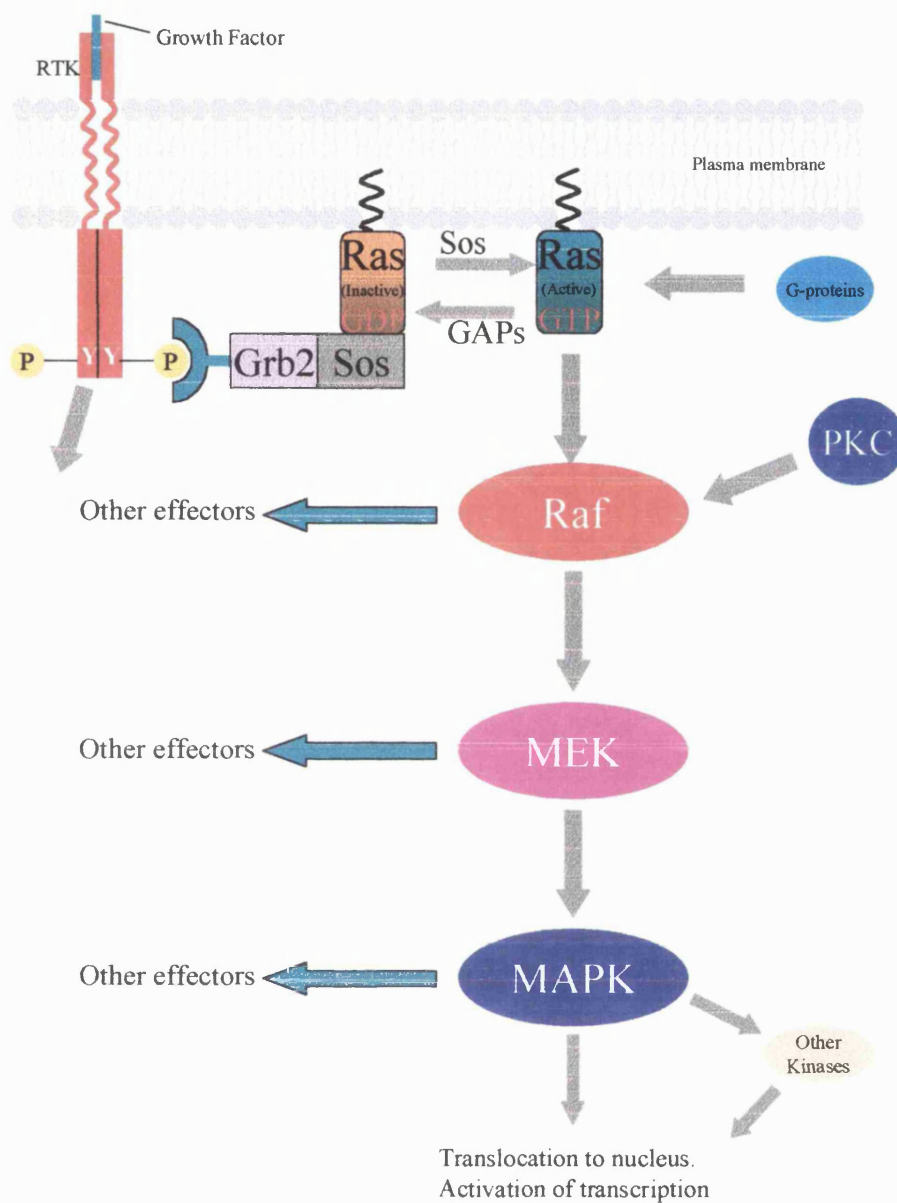 Growth Factor
RTK
Plasma membrane
Ras
(Inactive)
GDP
Sos
GAPs
Ras
(Active)
GTP
G-proteins
P
Y Y
P
Grb2
Sos
PKC
Other effectors
Raf
Other effectors
MEK
Other effectors
MAPK
Other
Kinases
Translocation to nucleus.
Activation of transcription